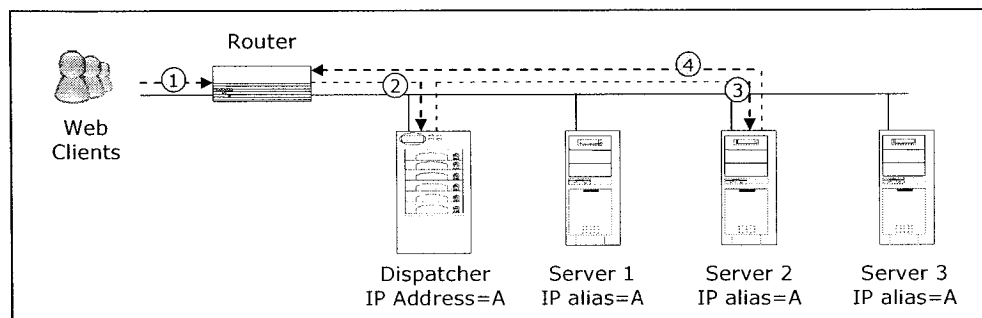 Router
1
2
4
3
Web
Clients
Dispatcher
IP Address=A
Server 1
IP alias=A
Server 2
IP alias=A
Server 3
IP alias=A